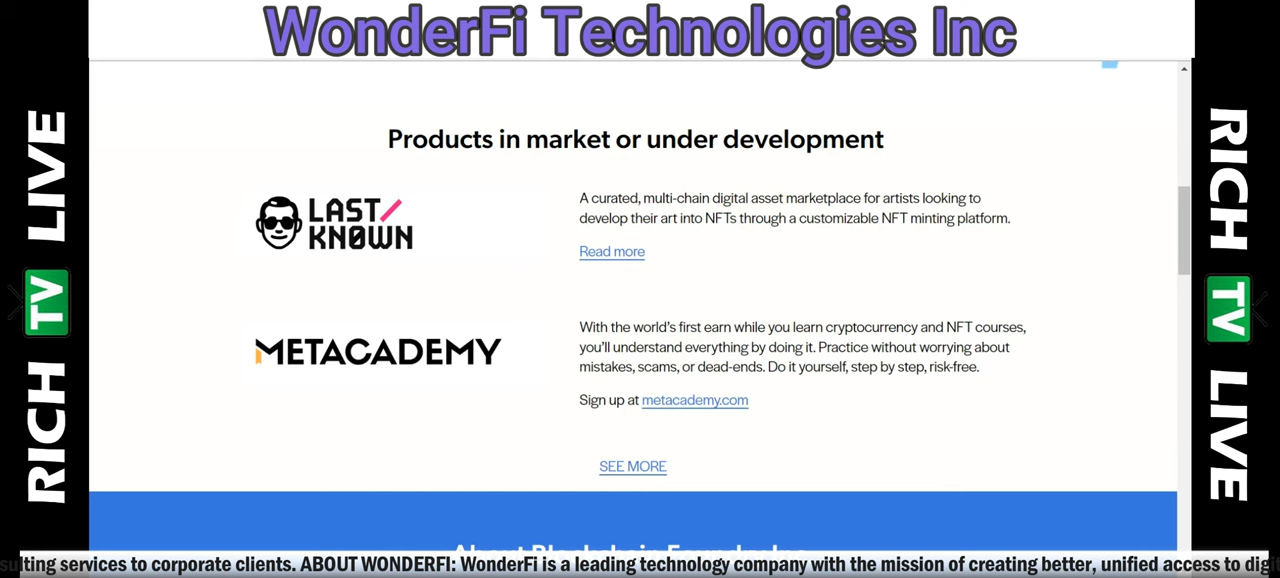 WonderFi Technologies Inc
RICH TV LIVE
RICH TV LIVE
Products in market or under development
LAST/
KNØWN
A curated, multi-chain digital asset marketplace for artists looking to
develop their art into NFTs through a customizable NFT minting platform.
Read more
METACADEMY
With the world's first earn while you learn cryptocurrency and NFT courses,
you'll understand everything by doing it. Practice without worrying about
mistakes, scams, or dead-ends. Do it yourself, step by step, risk-free.
Sign up at metacademy.com
SEE MORE
sulting services to corporate clients. ABOUT WONDERFI: WonderFi is a leading technology company with the mission of creating better, unified access to digi